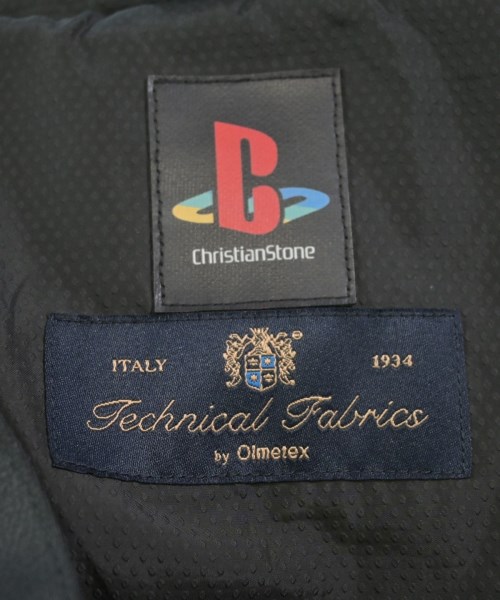 ChristianStone
ITALY 1934
Technical Fabrics
by Olmetex